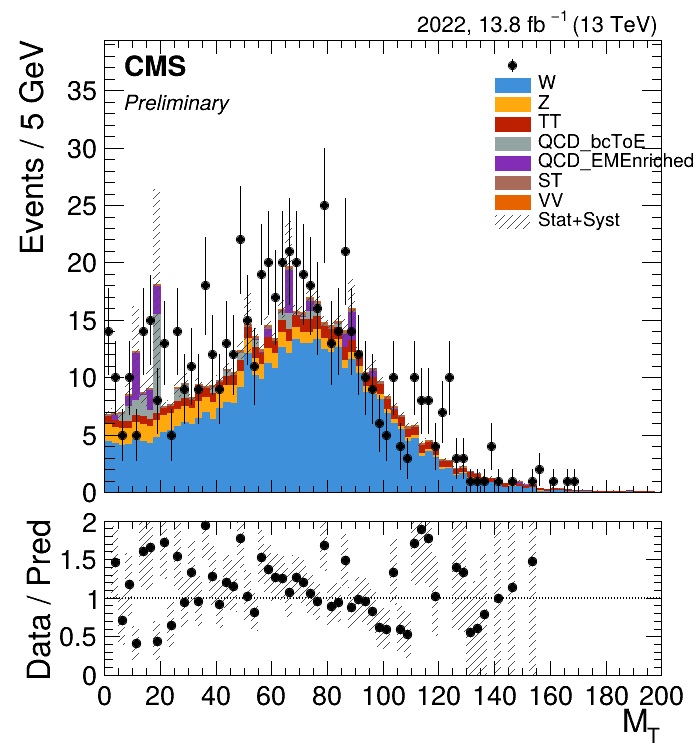 2022, 13.8 fb⁻¹ (13 TeV)
Events / 5 GeV
CMS
Preliminary
W
Z
TT
QCD_bcToE
QCD_EMEnriched
ST
VV
Stat+Syst
35
30
25
20
15
10
5
0
Data / Pred
2
1.5
1
0.5
0
0 20 40 60 80 100 120 140 160 180 200
M_T